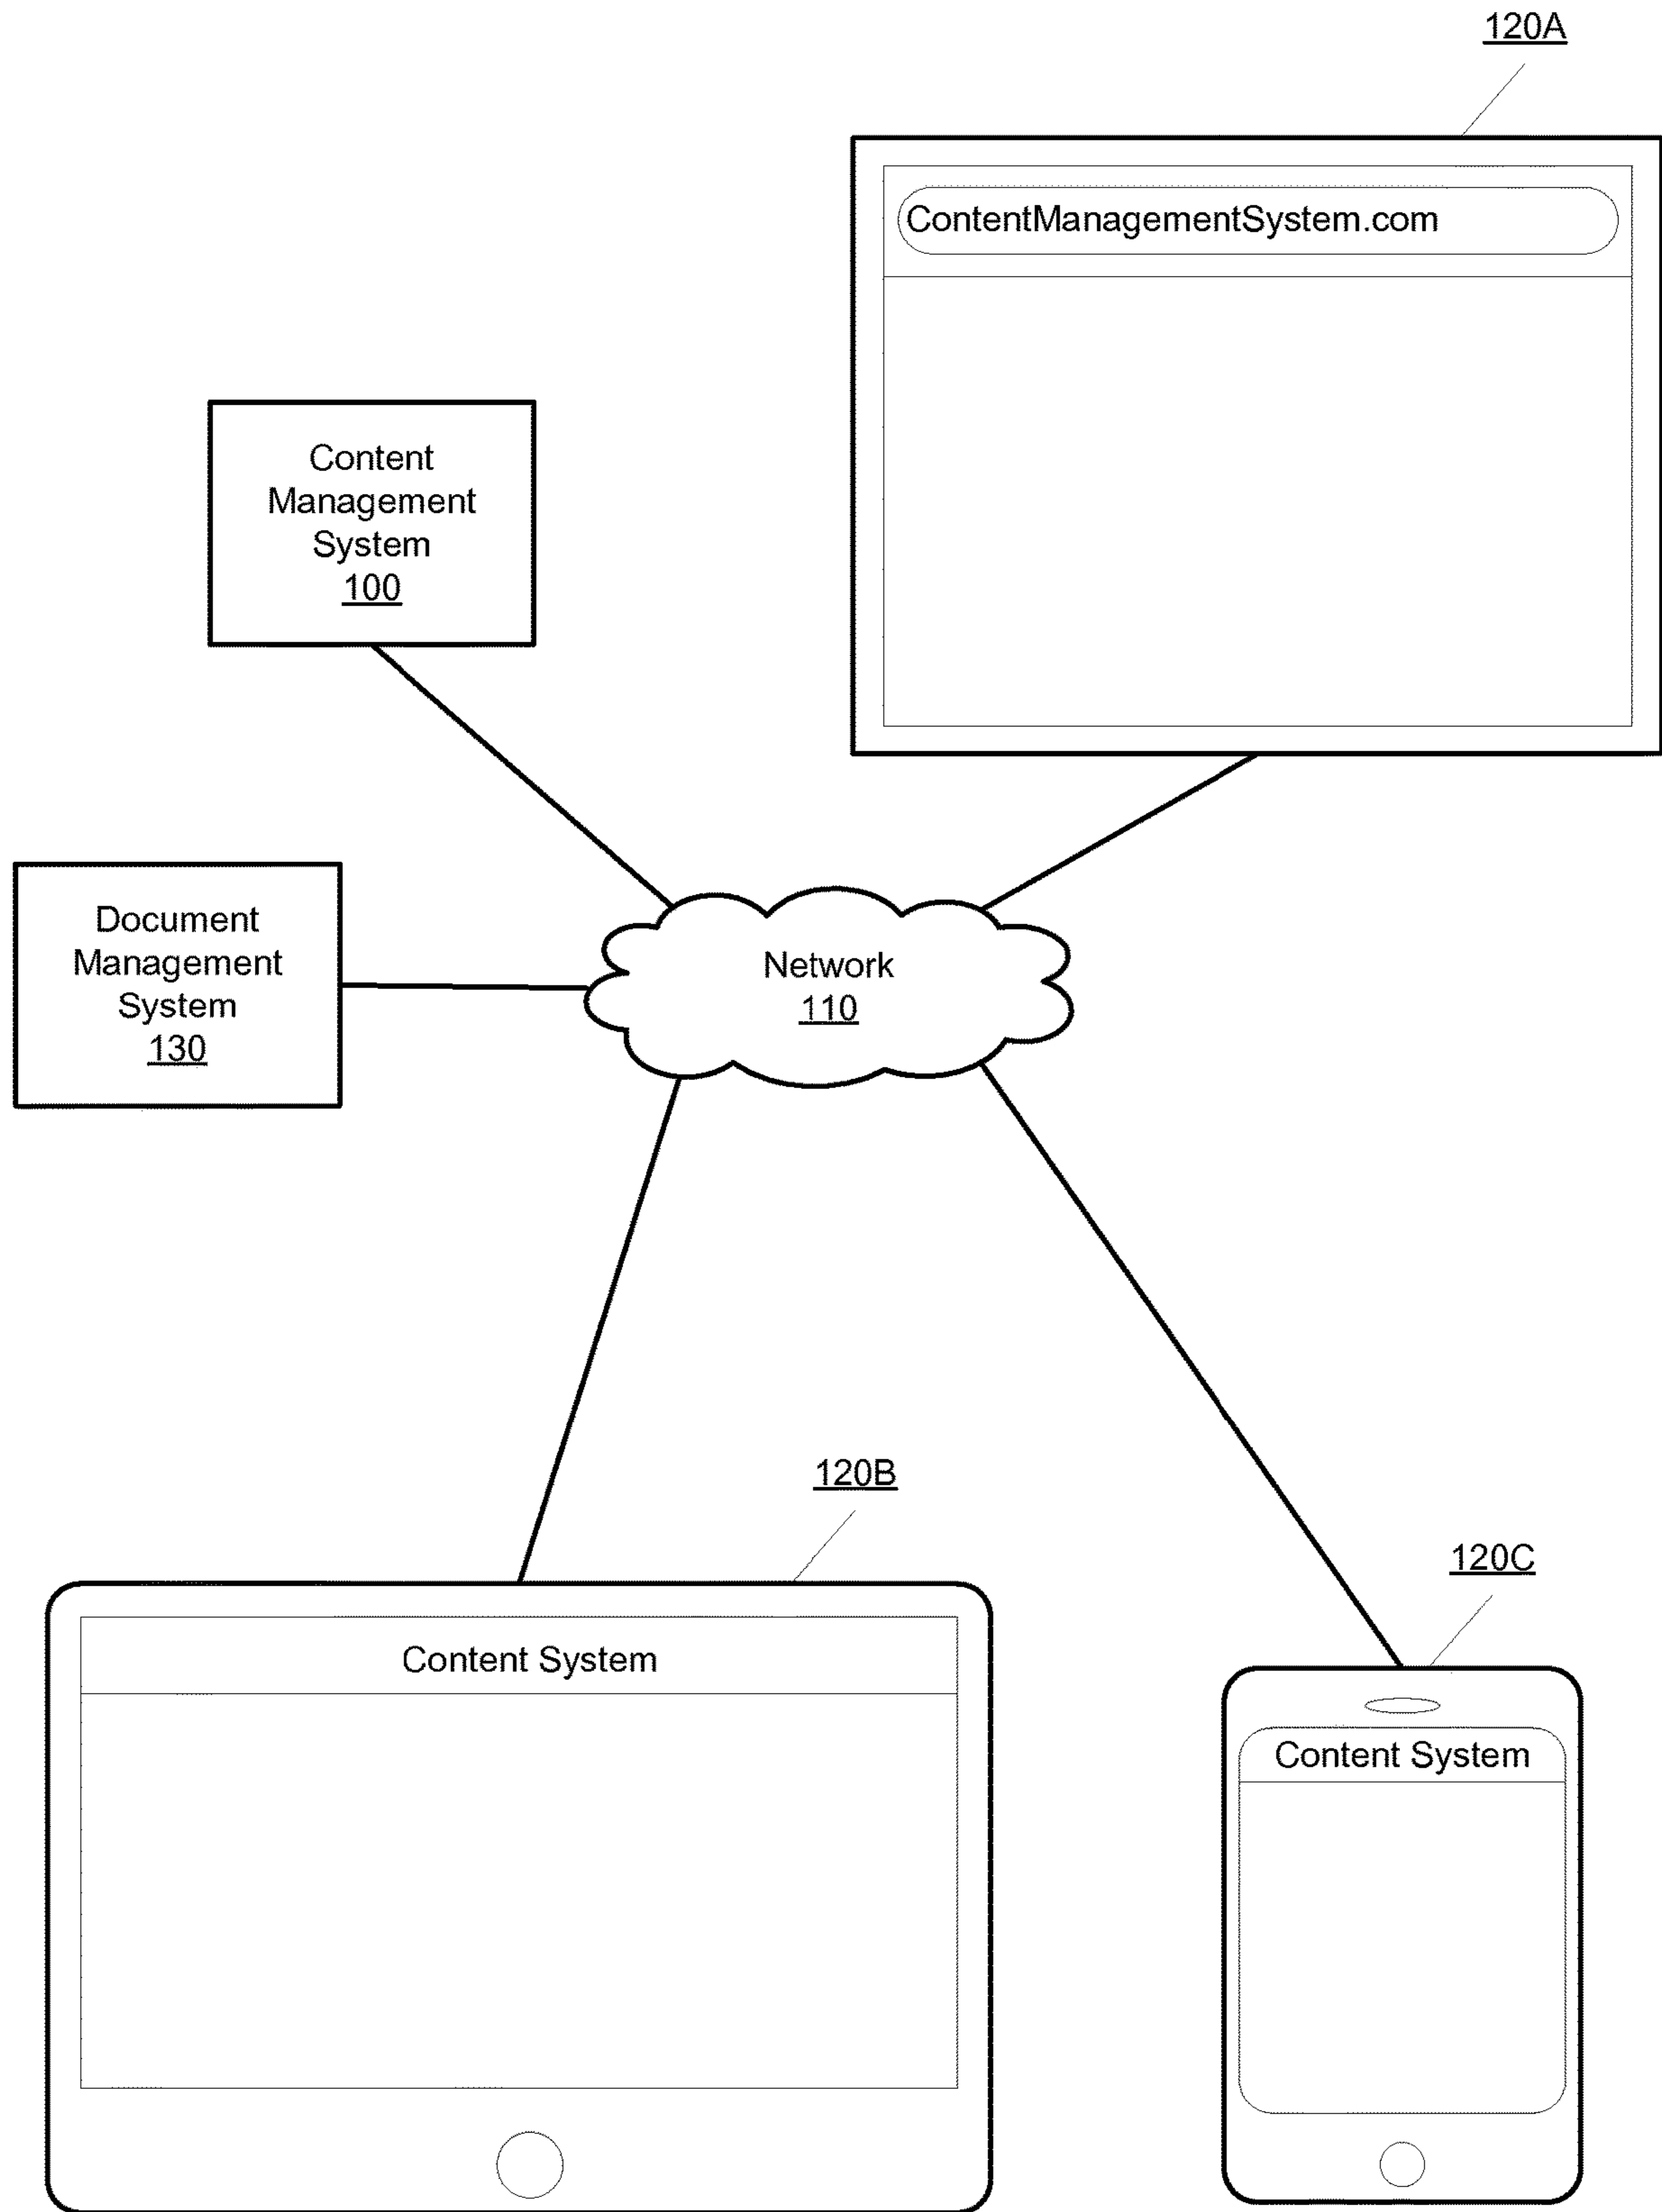 120A
ContentManagementSystem.com
Content
Management
System
100
Document
Management
System
130
Network
110
120B
Content System
120C
Content System